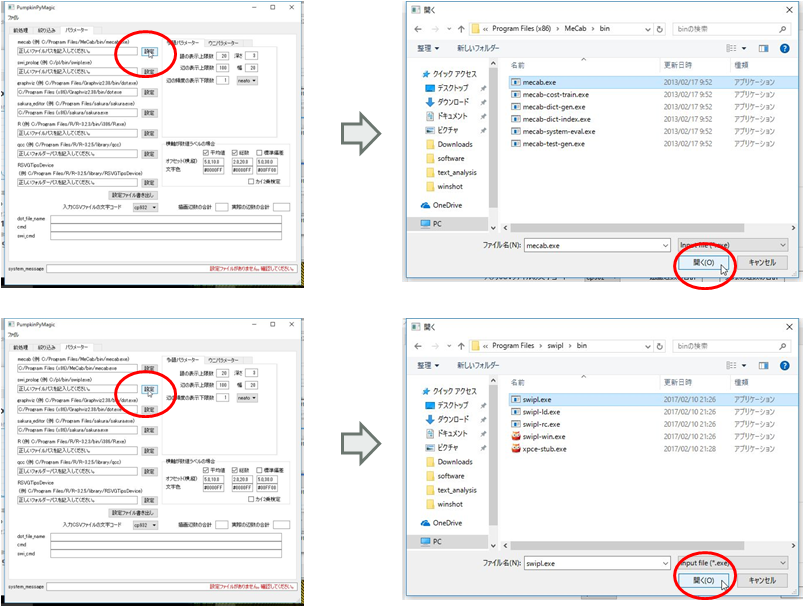 PumpkinPyMagic
ファイル
前処理 絞り込み パラメーター
mecab (例 C:/Program Files/MeCab/bin/mecab.exe)
正しいファイルパスを記入してください。 設定
swi_prolog (例 C:/pl/bin/swipl.exe)
正しいファイルパスを記入してください。 設定
graphviz (例 C:/Program Files/Graphviz2.38/bin/dot.exe)
C:/Program Files (x86)/Graphviz2.38/bin/dot.exe 設定
sakura_editor (例 C:/Program Files/sakura/sakura.exe)
C:/Program Files (x86)/sakura/sakura.exe 設定
R (例 C:/Program Files/R/R-3.2.3/bin/i386/R.exe)
正しいファイルパスを記入してください。 設定
gcc (例 C:/Program Files/R/R-3.2.5/library/gcc)
正しいフォルダーパスを記入してください。 設定
RSVGTipsDevice
(例 C:/Program Files/R/R-3.2.5/library/RSVGTipsDevice)
正しいフォルダーパスを記入してください。 設定
設定ファイル書き出し
入力CSVファイルの文字コード cp932
描画辺数の合計 実際の辺数の合計
dot_file_name
cmd
swi_cmd
system_message 設定ファイルがありません。確認してください。
パラメーター ウニパラメーター
鎖の表示上限数 20 深さ 3
辺の表示上限数 100 幅 20
辺の頻度の表示下限数 1 neato
横軸が数値ラベルの場合
平均値 総数 標準偏差
オフセット(横,縦) 5.0,10.0 2.0,20.0 5.0,30.0
文字色 #0000FF #0000FF #0000FF
カイ2乗検定
開く
« Program Files (x86) › MeCab › bin
binの検索
整理 新しいフォルダー
クイック アクセス
デスクトップ
ダウンロード
ドキュメント
ピクチャ
Downloads
software
text_analysis
winshot
OneDrive
PC
名前 更新日時 種類
mecab.exe 2013/02/17 9:52 アプリケーション
mecab-cost-train.exe 2013/02/17 9:52 アプリケーション
mecab-dict-gen.exe 2013/02/17 9:52 アプリケーション
mecab-dict-index.exe 2013/02/17 9:52 アプリケーション
mecab-system-eval.exe 2013/02/17 9:52 アプリケーション
mecab-test-gen.exe 2013/02/17 9:52 アプリケーション
ファイル名(N): mecab.exe Input file (*.exe)
開く(O) キャンセル
PumpkinPyMagic
ファイル
前処理 絞り込み パラメーター
mecab (例 C:/Program Files/MeCab/bin/mecab.exe)
C:/Program Files (x86)/MeCab/bin/mecab.exe 設定
swi_prolog (例 C:/pl/bin/swipl.exe)
正しいファイルパスを記入してください。 設定
graphviz (例 C:/Program Files/Graphviz2.38/bin/dot.exe)
C:/Program Files (x86)/Graphviz2.38/bin/dot.exe 設定
sakura_editor (例 C:/Program Files/sakura/sakura.exe)
C:/Program Files (x86)/sakura/sakura.exe 設定
R (例 C:/Program Files/R/R-3.2.3/bin/i386/R.exe)
正しいファイルパスを記入してください。 設定
gcc (例 C:/Program Files/R/R-3.2.5/library/gcc)
正しいフォルダーパスを記入してください。 設定
RSVGTipsDevice
(例 C:/Program Files/R/R-3.2.5/library/RSVGTipsDevice)
正しいフォルダーパスを記入してください。 設定
設定ファイル書き出し
入力CSVファイルの文字コード cp932
描画辺数の合計 実際の辺数の合計
dot_file_name
cmd
swi_cmd
system_message 設定ファイルがありません。確認してください。
パラメーター ウニパラメーター
鎖の表示上限数 20 深さ 3
辺の表示上限数 100 幅 20
辺の頻度の表示下限数 1 neato
横軸が数値ラベルの場合
平均値 総数 標準偏差
オフセット(横,縦) 5.0,10.0 2.0,20.0 5.0,30.0
文字色 #0000FF #0000FF #0000FF
カイ2乗検定
開く
« Program Files › swipl › bin
binの検索
整理 新しいフォルダー
クイック アクセス
デスクトップ
ダウンロード
ドキュメント
ピクチャ
Downloads
software
text_analysis
winshot
OneDrive
PC
名前 更新日時 種類
swipl.exe 2017/02/10 21:26 アプリケーション
swipl-ld.exe 2017/02/10 21:26 アプリケーション
swipl-rc.exe 2017/02/10 21:26 アプリケーション
swipl-win.exe 2017/02/10 21:26 アプリケーション
xpce-stub.exe 2017/02/10 21:28 アプリケーション
ファイル名(N): swipl.exe Input file (*.exe)
開く(O) キャンセル